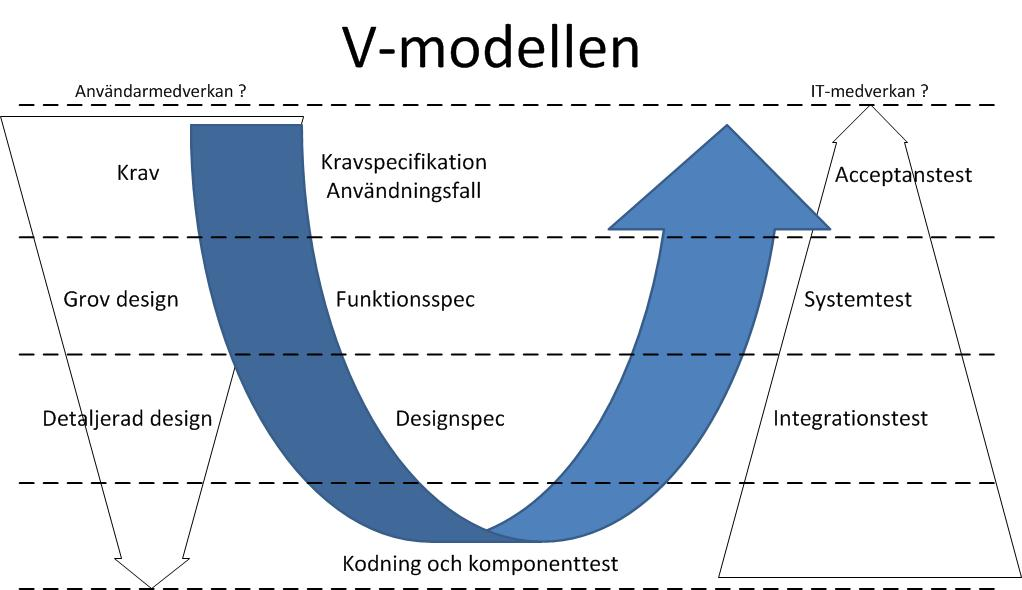 V-modellen
Användarmedverkan ?
IT-medverkan ?
Krav
Kravspecifikation
Användningsfall
Acceptanstest
Grov design
Funktionsspec
Systemtest
Detaljerad design
Designspec
Integrationstest
Kodning och komponenttest